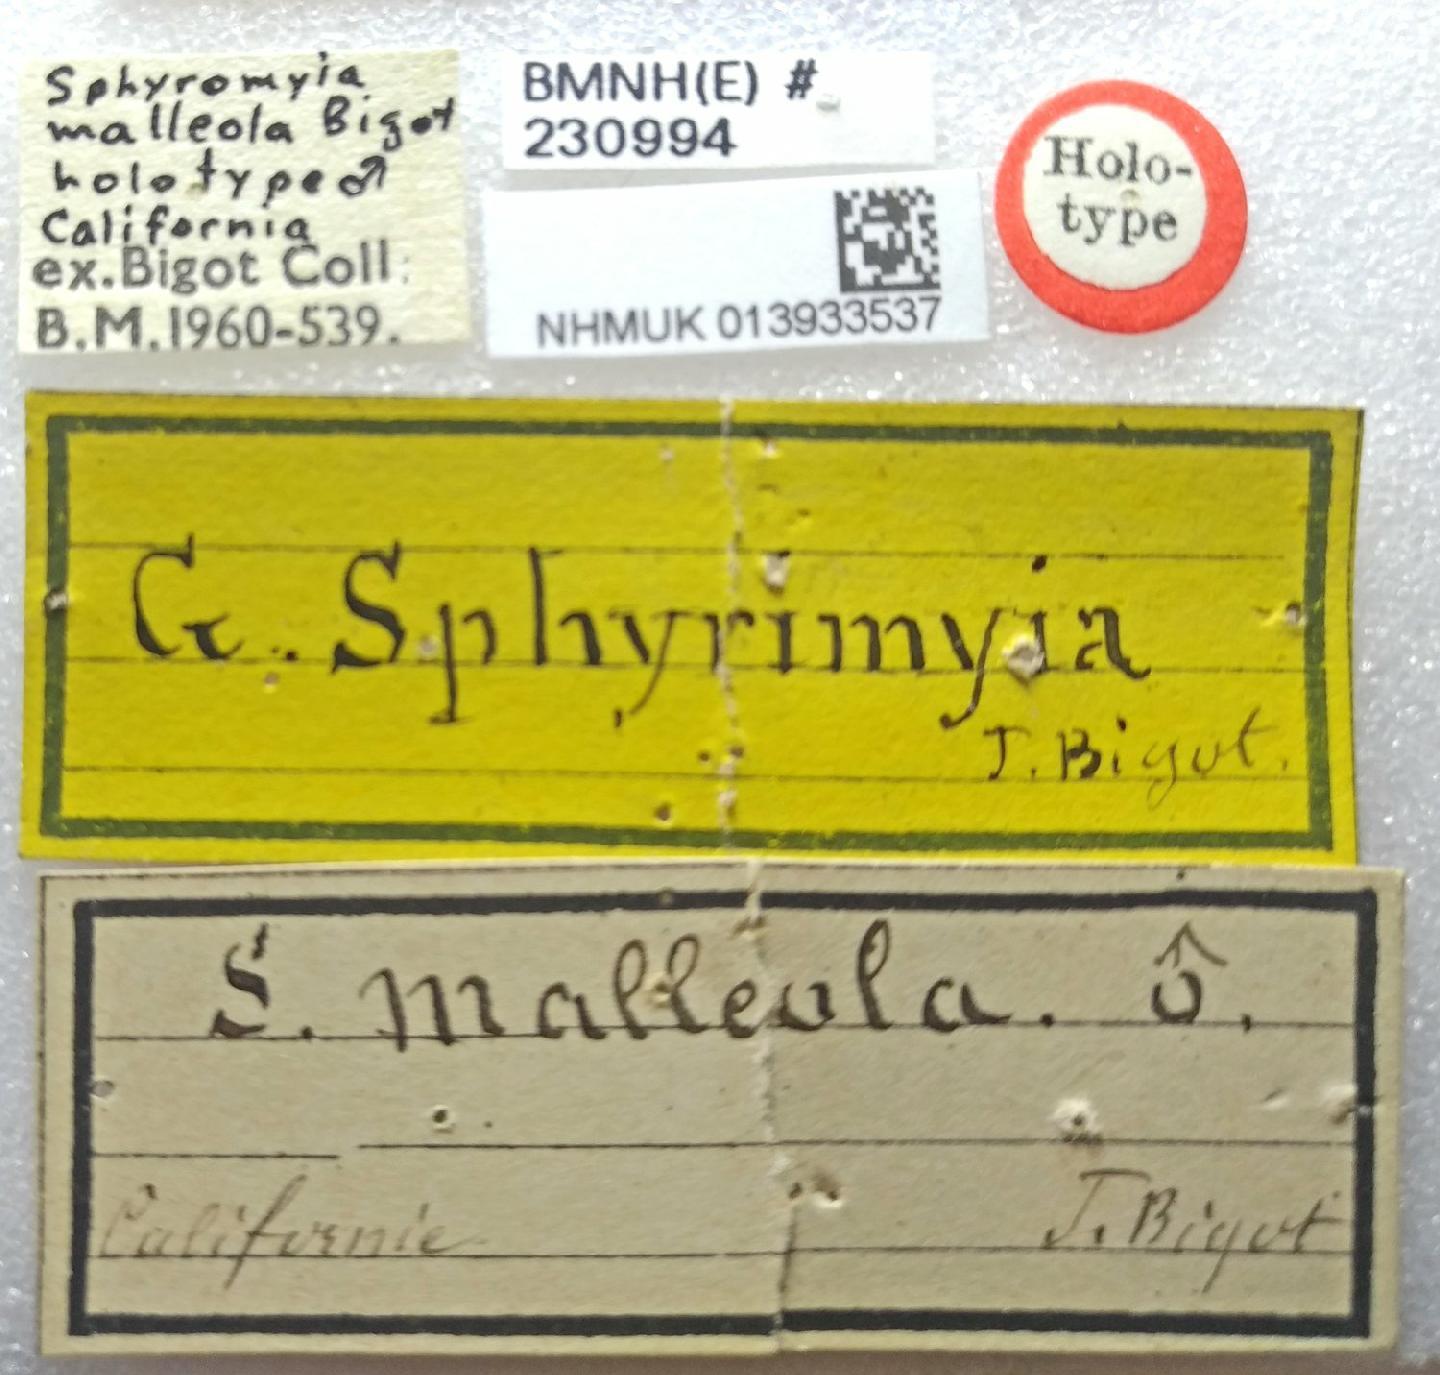 Sphyromyia
malleola Bigot
holotype ♂
California
ex.Bigot Coll:
B.M.1960-539.
BMNH(E) #
230994
NHMUK 013933537
Holo-
type
G. Sphyrimyia
J. Bigot.
S. malleola. ♂.
Californie
J. Bigot